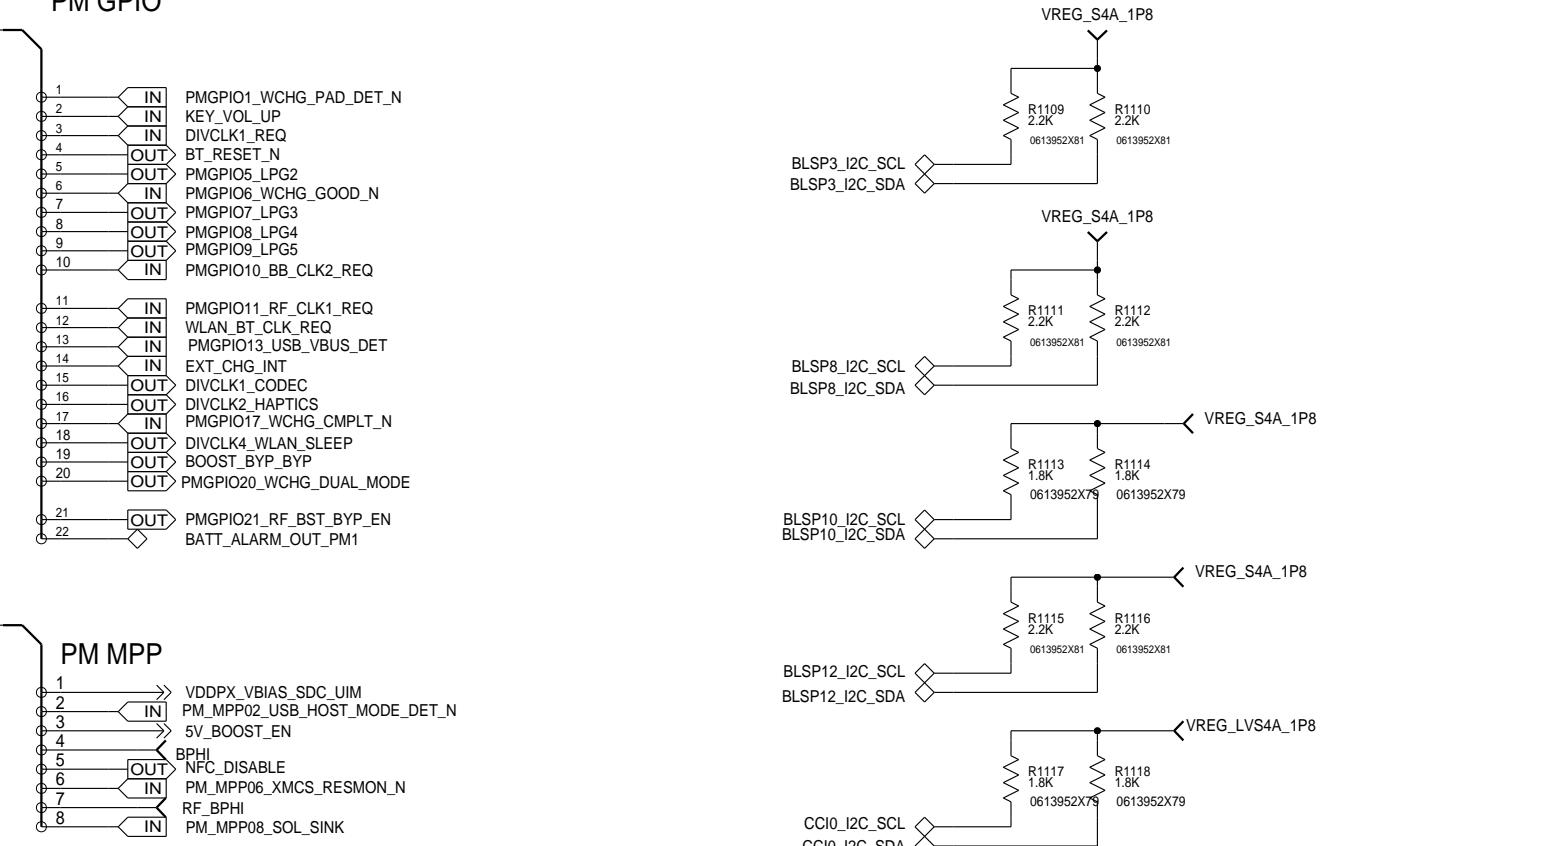 PM GPIO
1 IN PMGPIO1_WCHG_PAD_DET_N
2 IN KEY_VOL_UP
3 IN DIVCLK1_REQ
4 OUT BT_RESET_N
5 OUT PMGPIO5_LPG2
6 IN PMGPIO6_WCHG_GOOD_N
7 OUT PMGPIO7_LPG3
8 OUT PMGPIO8_LPG4
9 OUT PMGPIO9_LPG5
10 IN PMGPIO10_BB_CLK2_REQ
11 IN PMGPIO11_RF_CLK1_REQ
12 IN WLAN_BT_CLK_REQ
13 IN PMGPIO13_USB_VBUS_DET
14 IN EXT_CHG_INT
15 OUT DIVCLK1_CODEC
16 OUT DIVCLK2_HAPTICS
17 IN PMGPIO17_WCHG_CMPLT_N
18 OUT DIVCLK4_WLAN_SLEEP
19 OUT BOOST_BYP_BYP
20 OUT PMGPIO20_WCHG_DUAL_MODE
21 OUT PMGPIO21_RF_BST_BYP_EN
22 BATT_ALARM_OUT_PM1
PM MPP
1 VDDPX_VBIAS_SDC_UIM
2 IN PM_MPP02_USB_HOST_MODE_DET_N
3 5V_BOOST_EN
4 BPHI
5 OUT NFC_DISABLE
6 IN PM_MPP06_XMCS_RESMON_N
7 RF_BPHI
8 IN PM_MPP08_SOL_SINK
VREG_S4A_1P8
R1109 R1110
2.2K 2.2K
0613952X81 0613952X81
BLSP3_I2C_SCL
BLSP3_I2C_SDA
VREG_S4A_1P8
R1111 R1112
2.2K 2.2K
0613952X81 0613952X81
BLSP8_I2C_SCL
BLSP8_I2C_SDA
VREG_S4A_1P8
R1113 R1114
1.8K 1.8K
0613952X79 0613952X79
BLSP10_I2C_SCL
BLSP10_I2C_SDA
VREG_S4A_1P8
R1115 R1116
2.2K 2.2K
0613952X81 0613952X81
BLSP12_I2C_SCL
BLSP12_I2C_SDA
VREG_LVS4A_1P8
R1117 R1118
1.8K 1.8K
0613952X79 0613952X79
CCI0_I2C_SCL
CCI0_I2C_SDA